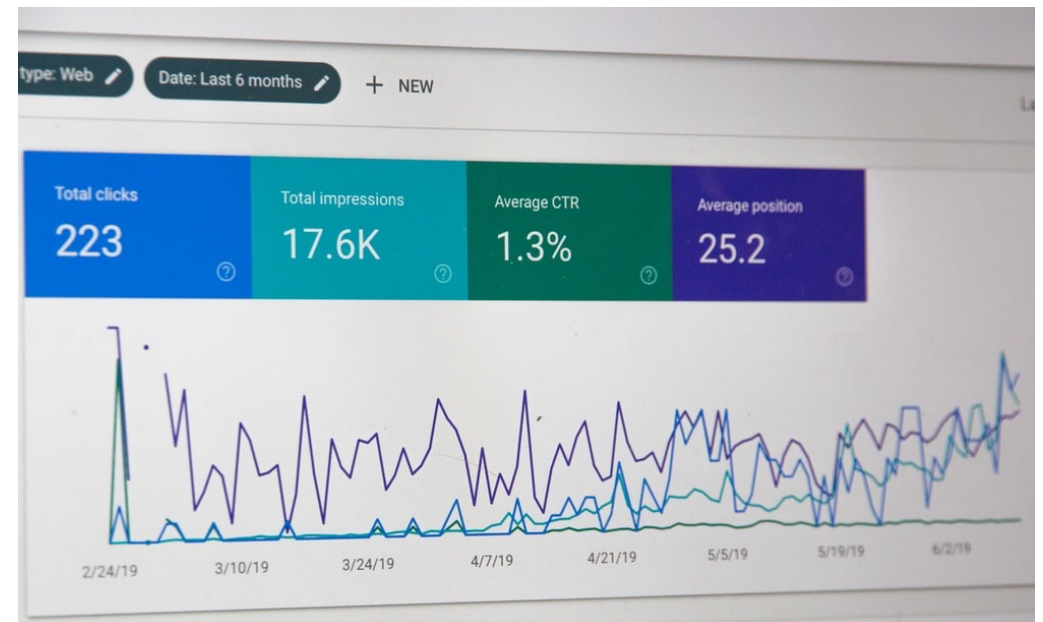 type: Web
Date: Last 6 months
+ NEW
Total clicks
223
Total impressions
17.6K
Average CTR
1.3%
Average position
25.2
2/24/19
3/10/19
3/24/19
4/7/19
4/21/19
5/5/19
5/19/19
6/2/19